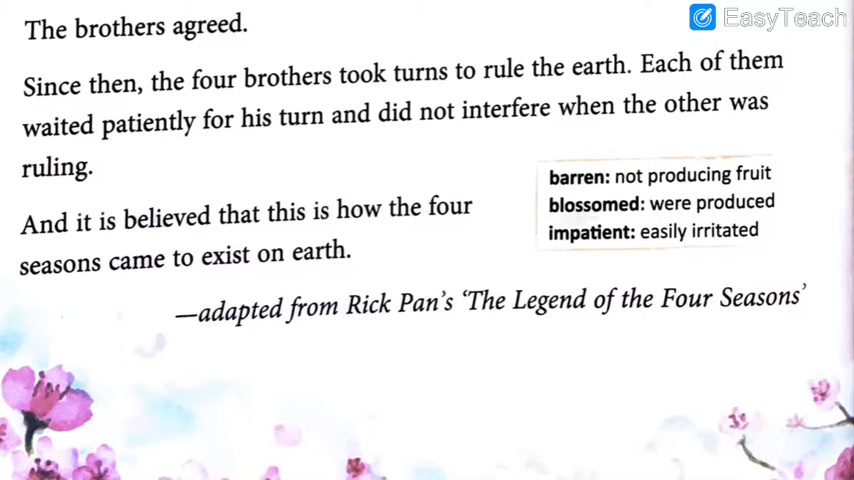 EasyTeach
The brothers agreed.
Since then, the four brothers took turns to rule the earth. Each of them
waited patiently for his turn and did not interfere when the other was
ruling.
And it is believed that this is how the four
seasons came to exist on earth.
barren: not producing fruit
blossomed: were produced
impatient: easily irritated
—adapted from Rick Pan's 'The Legend of the Four Seasons'